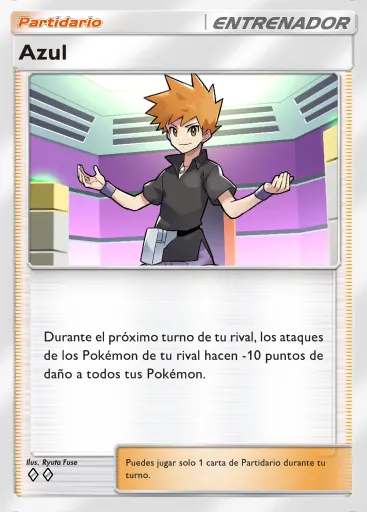 Partidario
ENTRENADOR
Azul
Durante el próximo turno de tu rival, los ataques
de los Pokémon de tu rival hacen -10 puntos de
daño a todos tus Pokémon.
Ilus. Ryuta Fuse
Puedes jugar solo 1 carta de Partidario durante tu
turno.